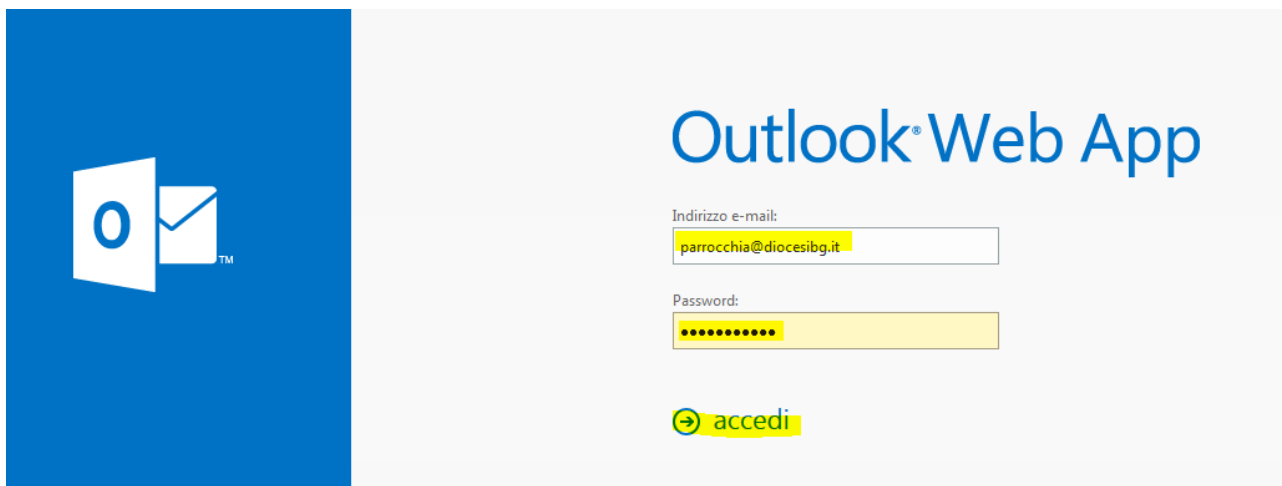 Outlook® Web App
Indirizzo e-mail:
parrocchia@diocesibg.it
Password:
•••••••••••
accedi
O
TM